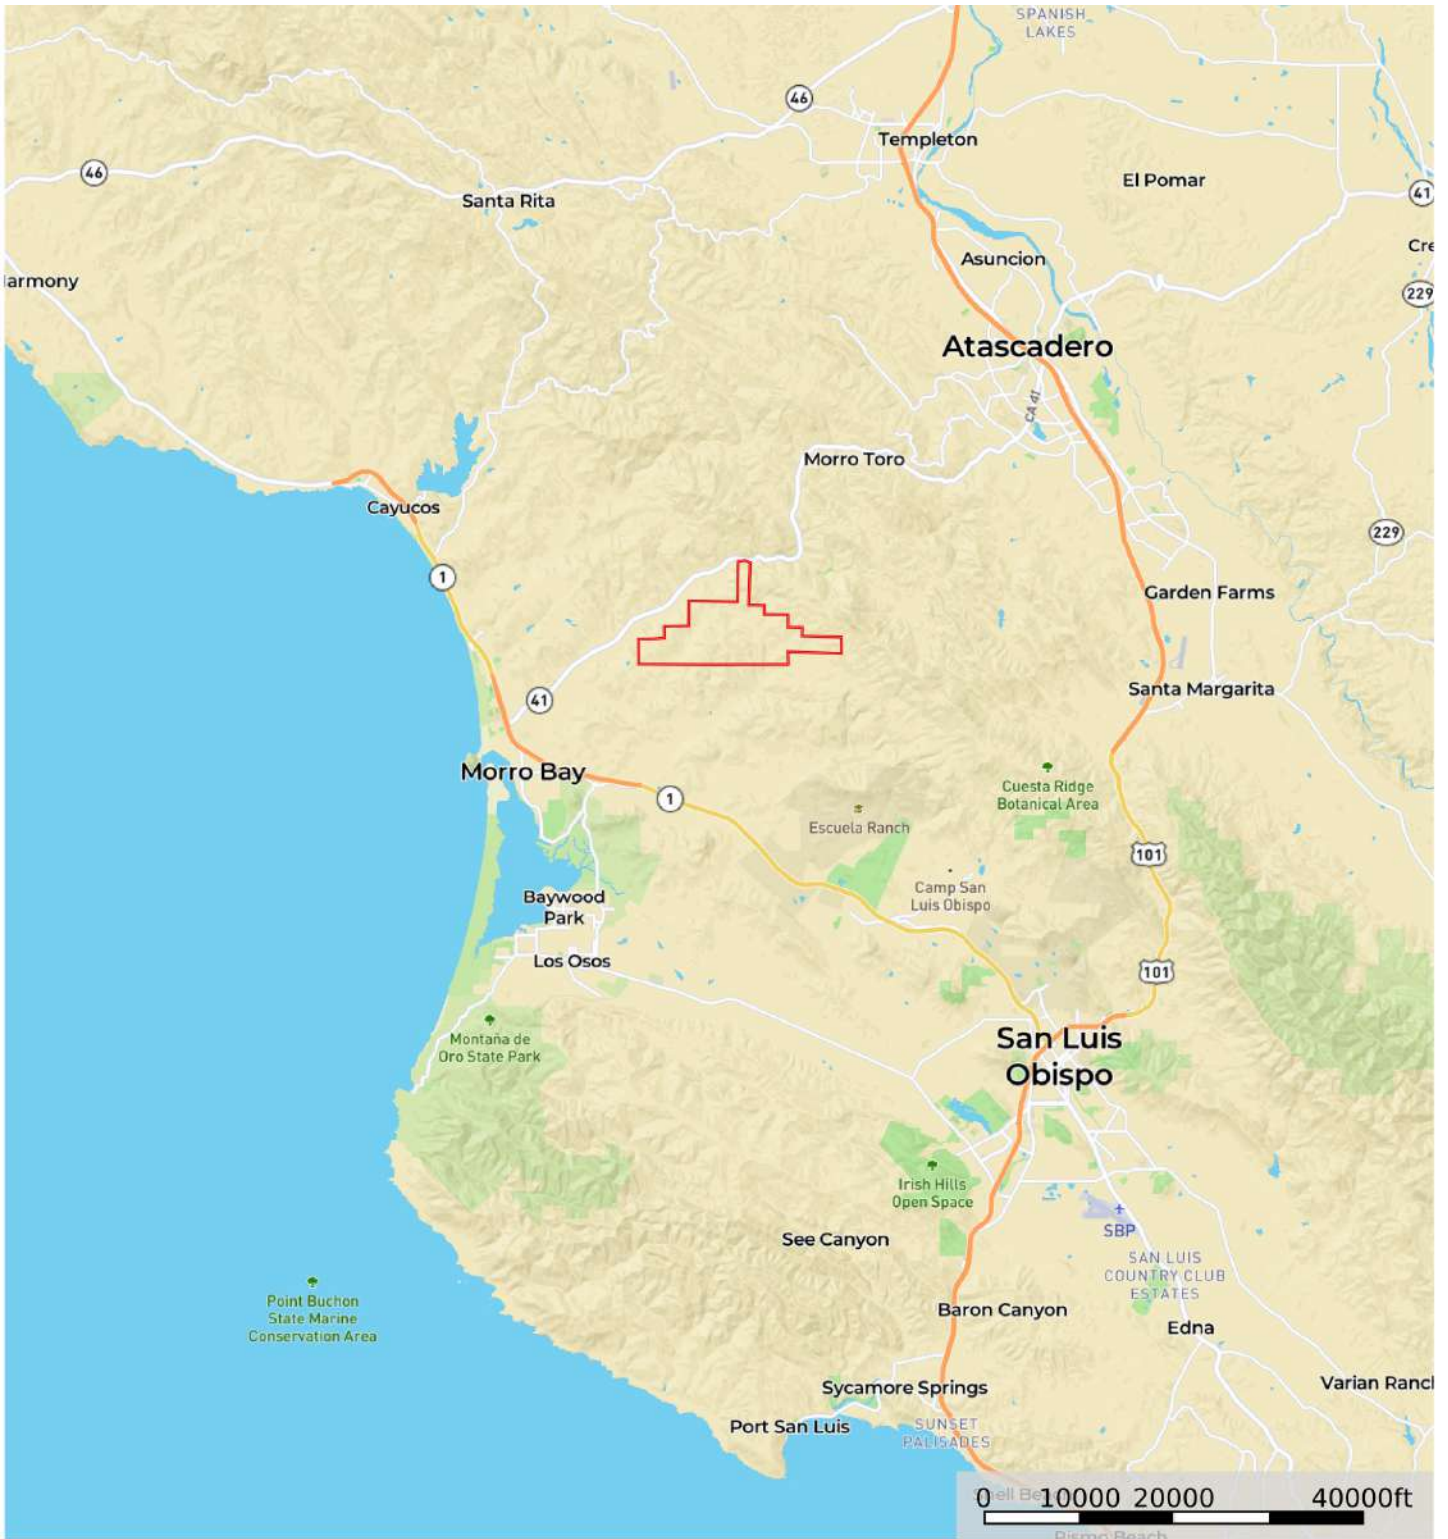 SPANISH
LAKES
46
Templeton
46
El Pomar
41
Santa Rita
Cre
Asuncion
armony
229
Atascadero
CA 41
Morro Toro
Cayucos
229
1
Garden Farms
Santa Margarita
41
Morro Bay
Cuesta Ridge
Botanical Area
1
Escuela Ranch
101
Camp San
Luis Obispo
Baywood
Park
Los Osos
101
Montaña de
Oro State Park
San Luis
Obispo
Irish Hills
Open Space
SBP
See Canyon
SAN LUIS
COUNTRY CLUB
ESTATES
Point Buchon
State Marine
Conservation Area
Baron Canyon
Edna
Sycamore Springs
Varian Ranc
Port San Luis
SUNSET
PALISADES
Shell Beach
0 10000 20000 40000ft
Pismo Beach